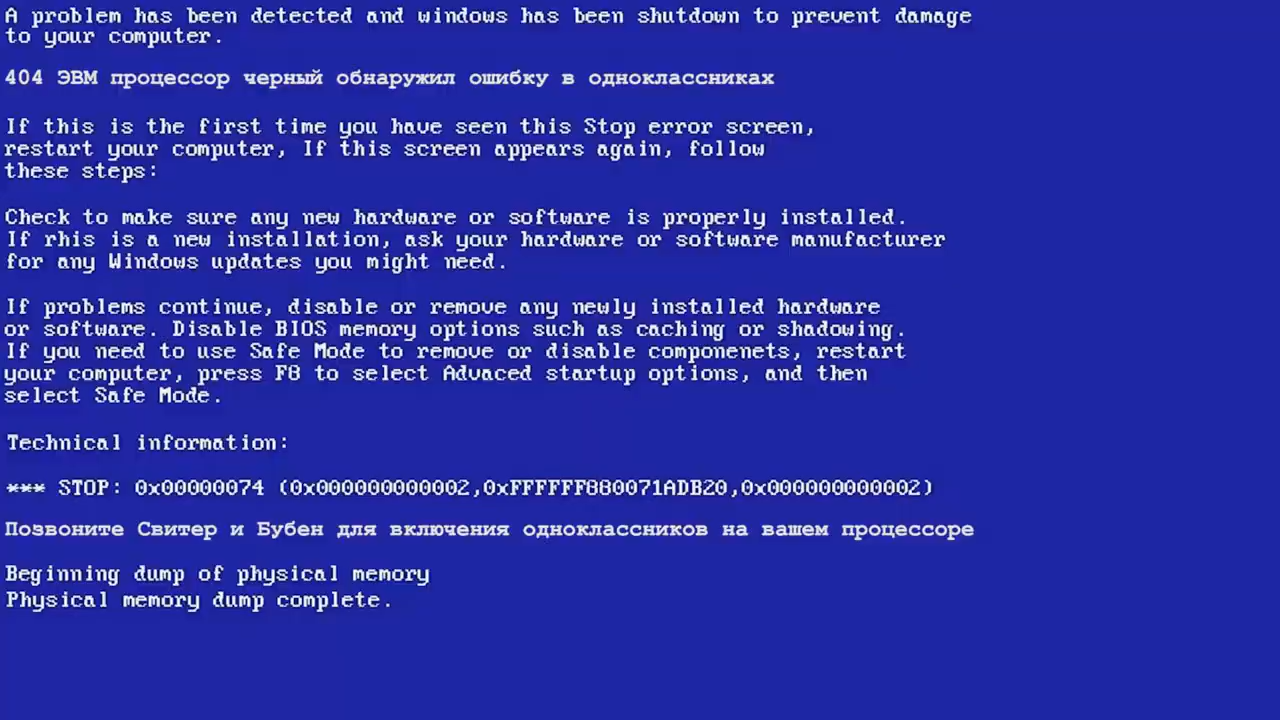 A problem has been detected and windows has been shutdown to prevent damage
to your computer.
404 ЭВМ процессор черный обнаружил ошибку в одноклассниках
If this is the first time you have seen this Stop error screen,
restart your computer, If this screen appears again, follow
these steps:
Check to make sure any new hardware or software is properly installed.
If rhis is a new installation, ask your hardware or software manufacturer
for any Windows updates you might need.
If problems continue, disable or remove any newly installed hardware
or software. Disable BIOS memory options such as caching or shadowing.
If you need to use Safe Mode to remove or disable componenets, restart
your computer, press F8 to select Advaced startup options, and then
select Safe Mode.
Technical information:
*** STOP: 0x00000074 (0x000000000002,0xFFFFFF880071ADB20,0x000000000002)
Позвоните Свитер и Бубен для включения одноклассников на вашем процессоре
Beginning dump of physical memory
Physical memory dump complete.